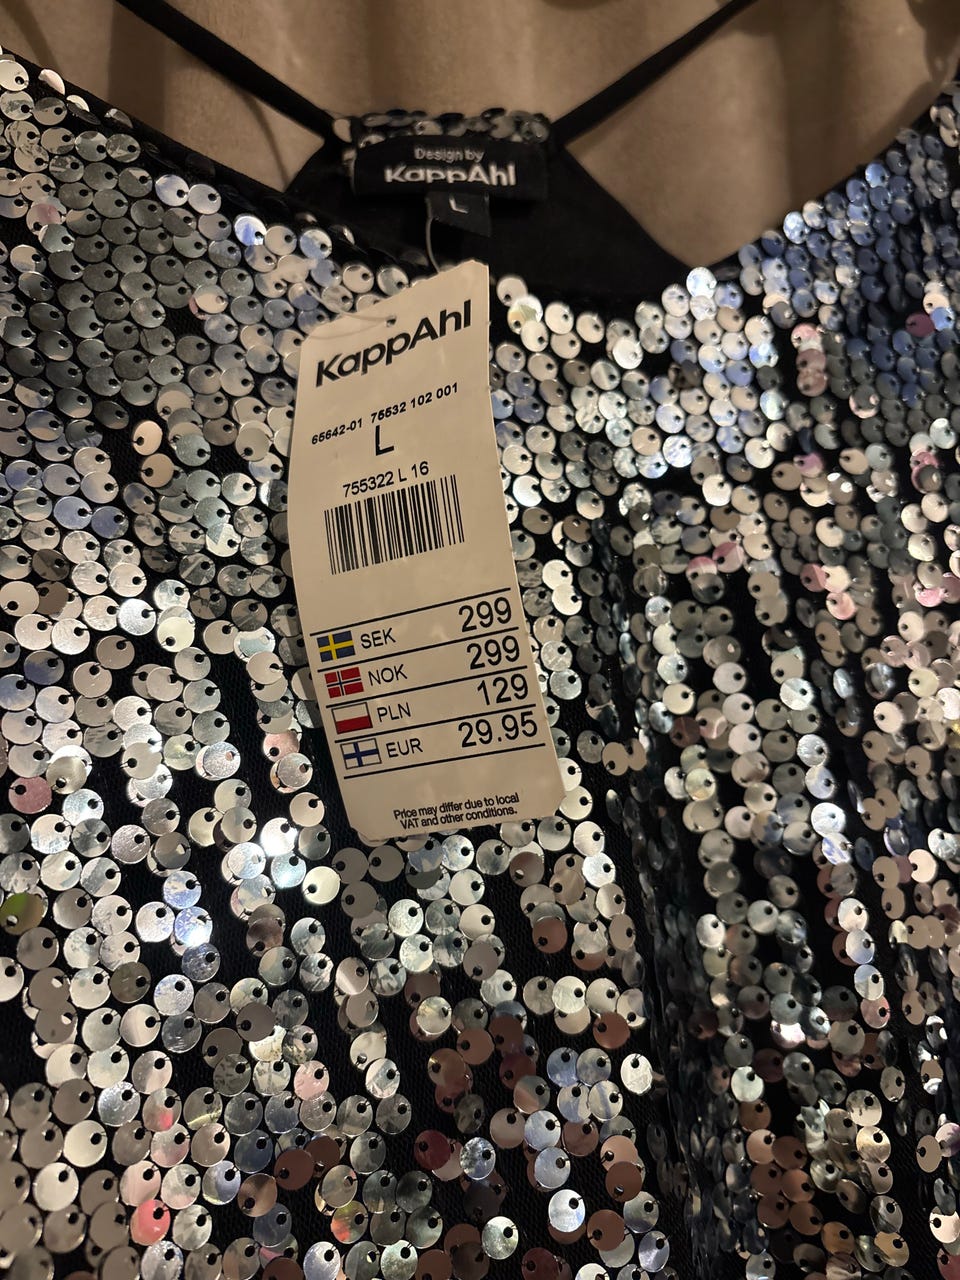 Design by
KappAhl
L
KappAhl
65642-01 75532 102 001
L
755322 L 16
SEK 299
NOK 299
PLN 129
EUR 29.95
Price may differ due to local
VAT and other conditions.